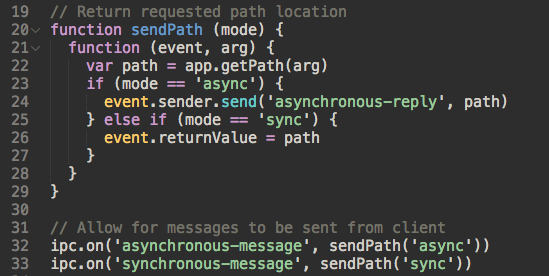 19 // Return requested path location
20 function sendPath (mode) {
21   function (event, arg) {
22     var path = app.getPath(arg)
23     if (mode == 'async') {
24       event.sender.send('asynchronous-reply', path)
25     } else if (mode == 'sync') {
26       event.returnValue = path
27     }
28   }
29 }
30
31 // Allow for messages to be sent from client
32 ipc.on('asynchronous-message', sendPath('async'))
33 ipc.on('synchronous-message', sendPath('sync'))